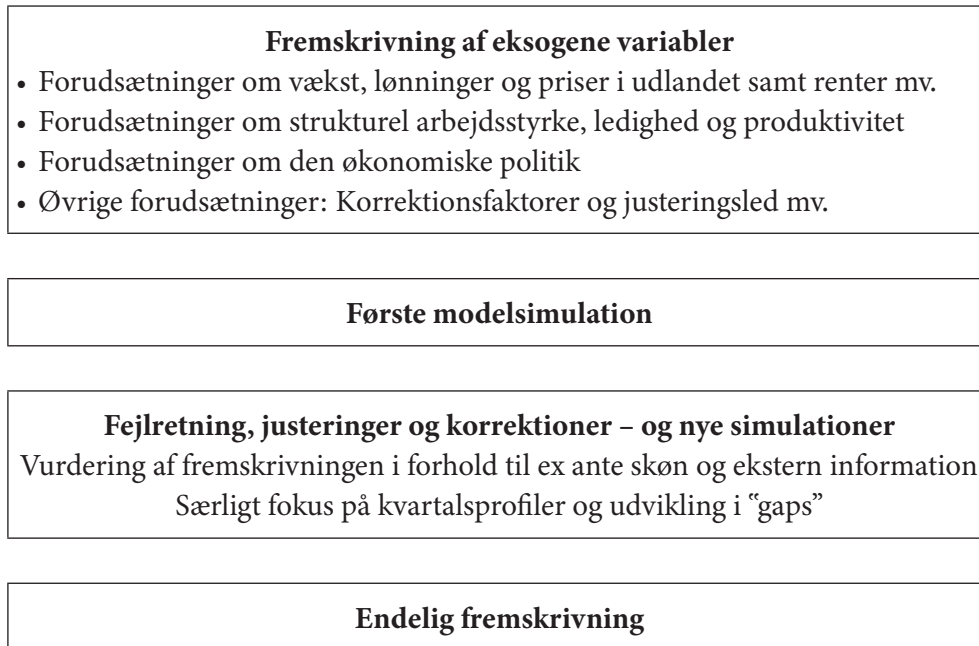 Fremskrivning af eksogene variabler
• Forudsætninger om vækst, lønninger og priser i udlandet samt renter mv.
• Forudsætninger om strukturel arbejdsstyrke, ledighed og produktivitet
• Forudsætninger om den økonomiske politik
• Øvrige forudsætninger: Korrektionsfaktorer og justeringsled mv.
Første modelsimulation
Fejlretning, justeringer og korrektioner – og nye simulationer
Vurdering af fremskrivningen i forhold til ex ante skøn og ekstern information
Særligt fokus på kvartalsprofiler og udvikling i “gaps”
Endelig fremskrivning